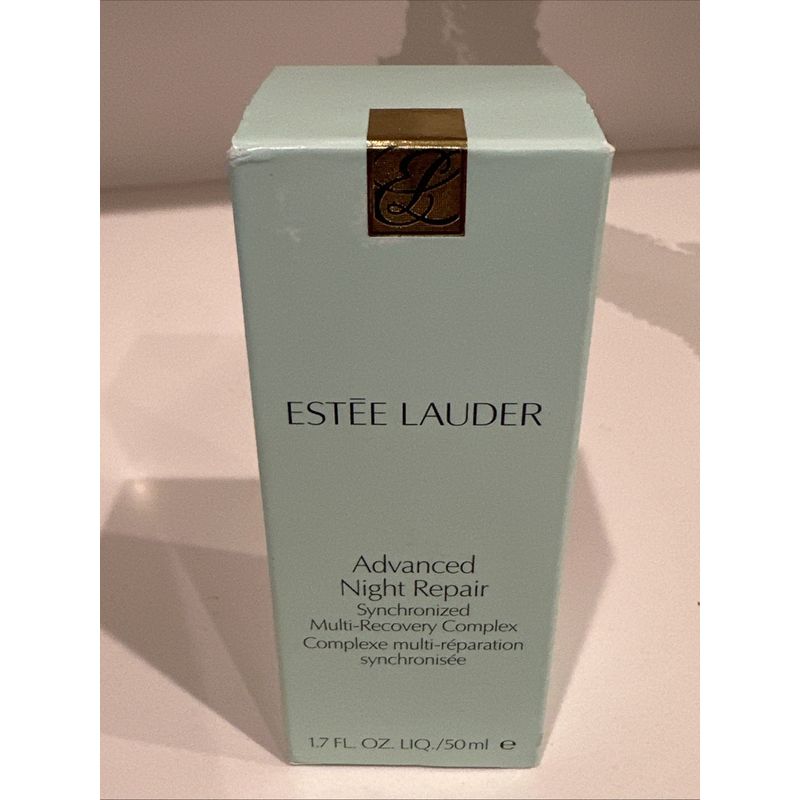 EL
ESTĒE LAUDER
Advanced
Night Repair
Synchronized
Multi-Recovery Complex
Complexe multi-réparation
synchronisée
1.7 FL. OZ. LIQ./50 ml ℮